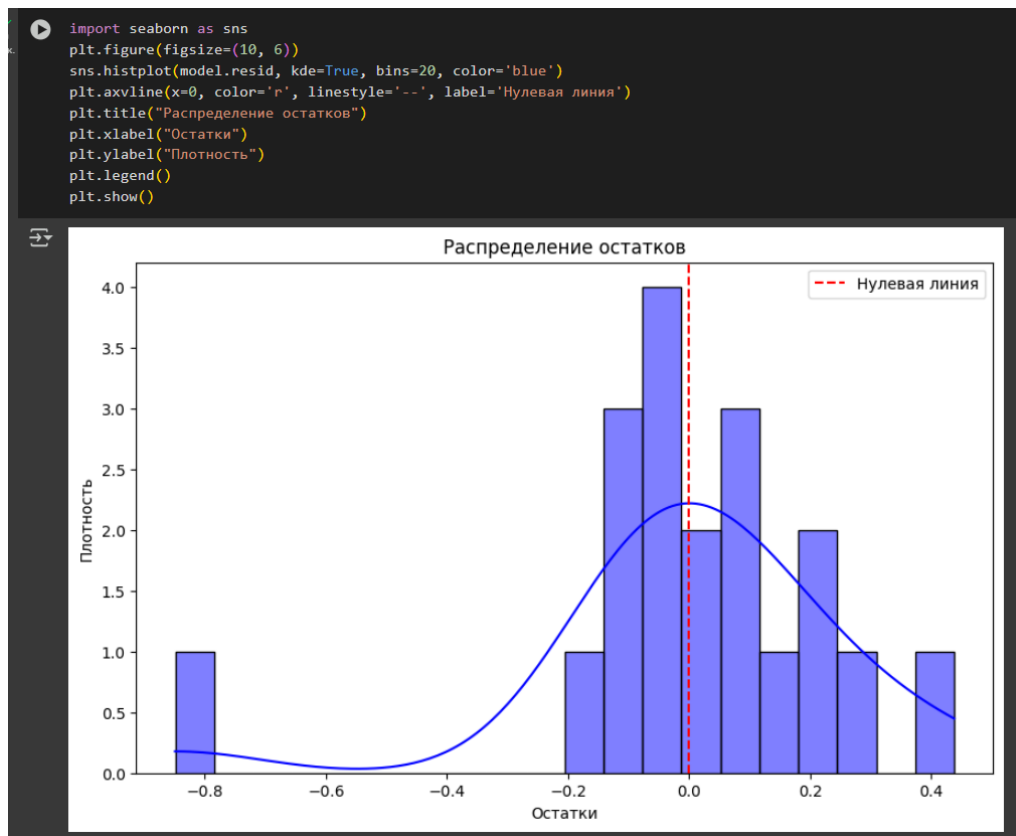 import seaborn as sns
plt.figure(figsize=(10, 6))
sns.histplot(model.resid, kde=True, bins=20, color='blue')
plt.axvline(x=0, color='r', linestyle='--', label='Нулевая линия')
plt.title("Распределение остатков")
plt.xlabel("Остатки")
plt.ylabel("Плотность")
plt.legend()
plt.show()
Распределение остатков
Нулевая линия
4.0
3.5
3.0
2.5
2.0
1.5
1.0
0.5
0.0
Плотность
−0.8 −0.6 −0.4 −0.2 0.0 0.2 0.4
Остатки